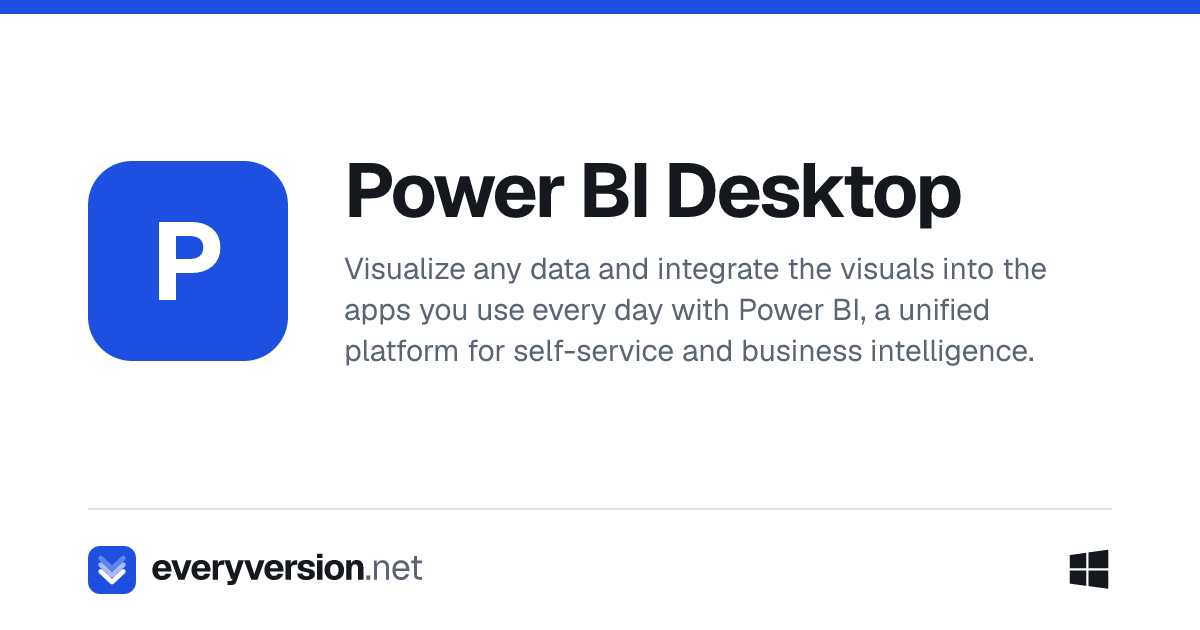 P
Power BI Desktop
Visualize any data and integrate the visuals into the
apps you use every day with Power BI, a unified
platform for self-service and business intelligence.
everyversion.net